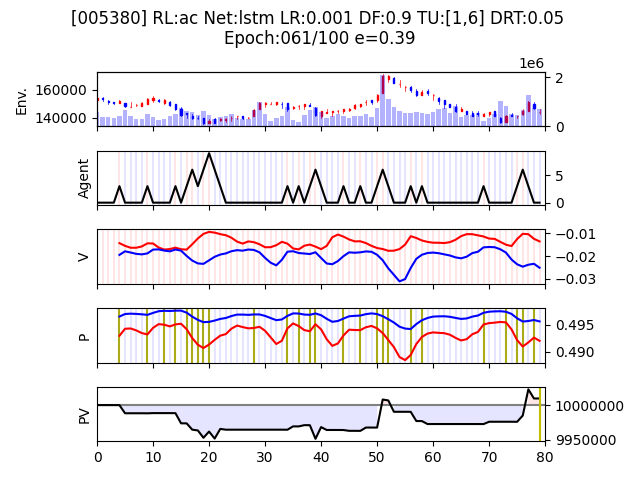 [005380] RL:ac Net:lstm LR:0.001 DF:0.9 TU:[1,6] DRT:0.05
Epoch:061/100 e=0.39
1e6
Env.
160000
140000
2
0
Agent
5
0
V
−0.01
−0.02
−0.03
P
0.495
0.490
PV
10000000
9950000
0 10 20 30 40 50 60 70 80